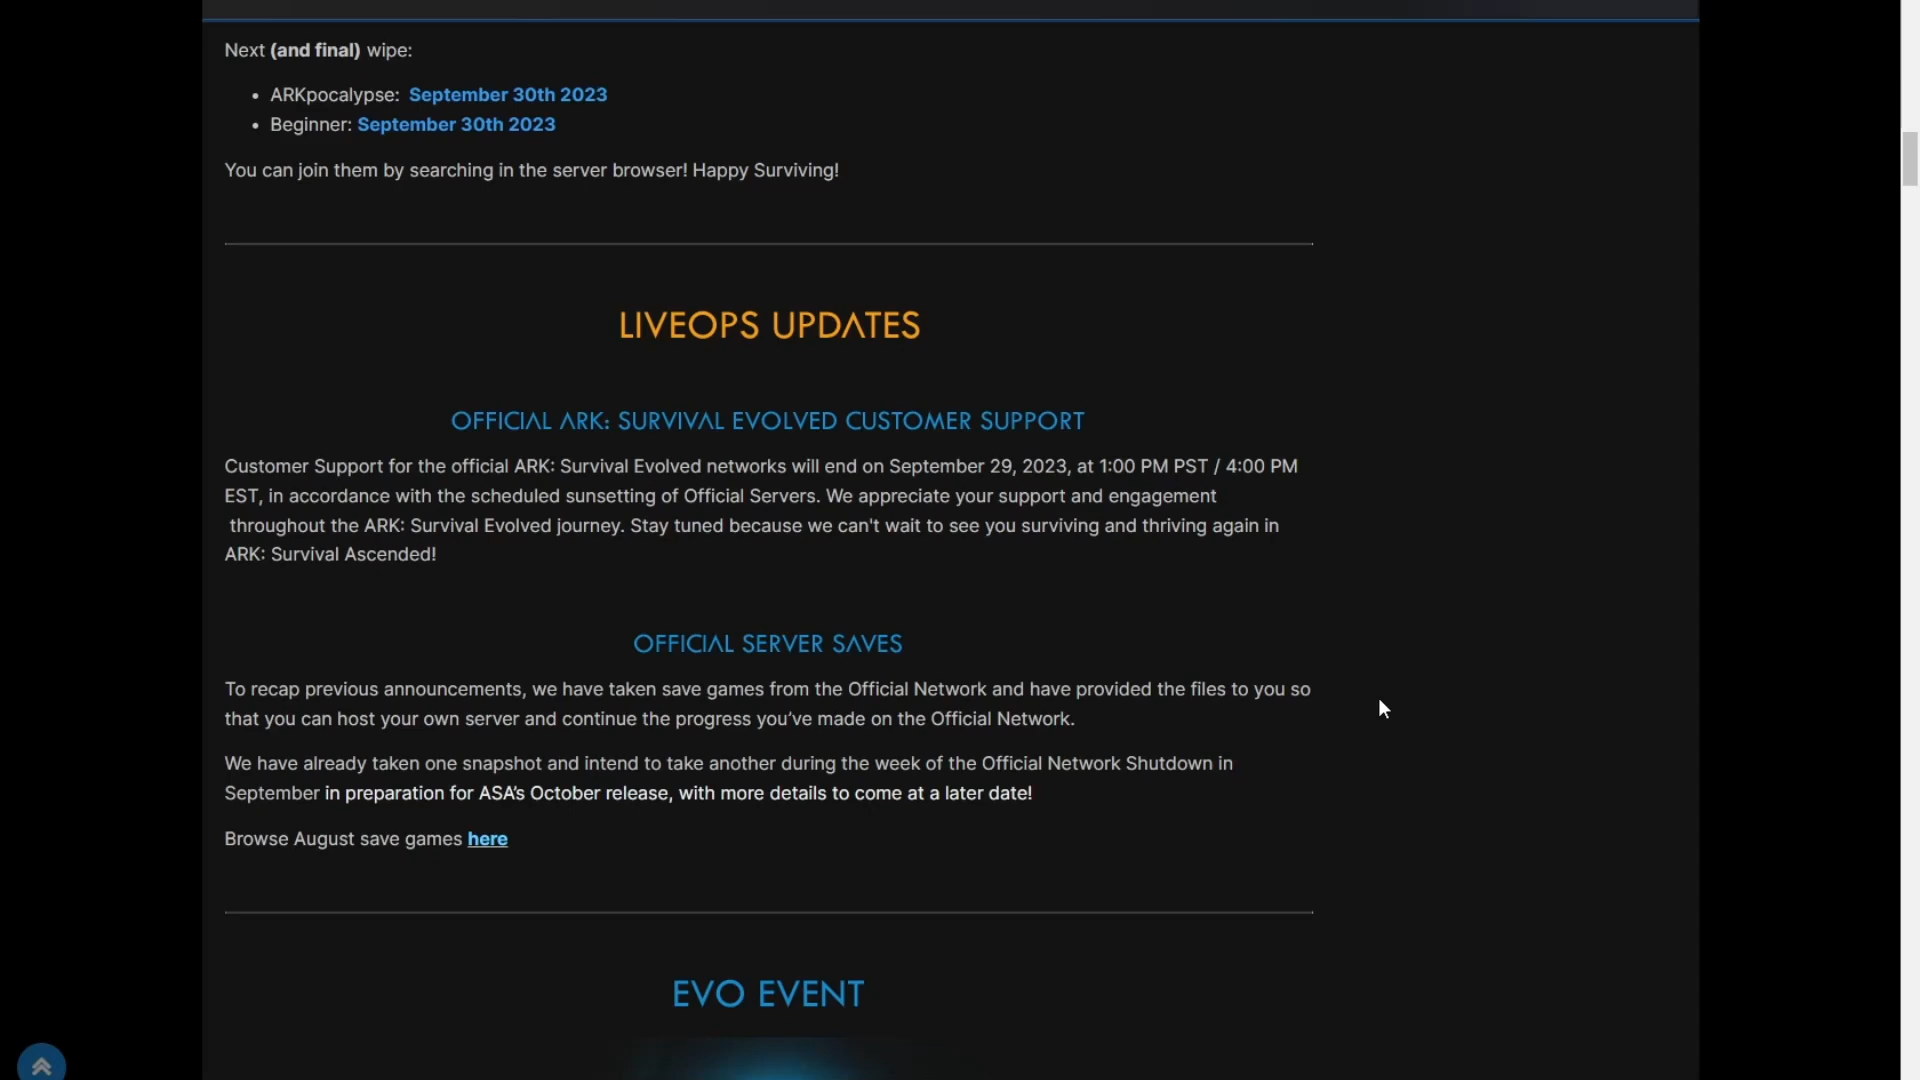 Next (and final) wipe:
• ARKpocalypse: September 30th 2023
• Beginner: September 30th 2023
You can join them by searching in the server browser! Happy Surviving!
LIVEOPS UPDATES
OFFICIAL ARK: SURVIVAL EVOLVED CUSTOMER SUPPORT
Customer Support for the official ARK: Survival Evolved networks will end on September 29, 2023, at 1:00 PM PST / 4:00 PM
EST, in accordance with the scheduled sunsetting of Official Servers. We appreciate your support and engagement
throughout the ARK: Survival Evolved journey. Stay tuned because we can't wait to see you surviving and thriving again in
ARK: Survival Ascended!
OFFICIAL SERVER SAVES
To recap previous announcements, we have taken save games from the Official Network and have provided the files to you so
that you can host your own server and continue the progress you’ve made on the Official Network.
We have already taken one snapshot and intend to take another during the week of the Official Network Shutdown in
September in preparation for ASA’s October release, with more details to come at a later date!
Browse August save games here
EVO EVENT